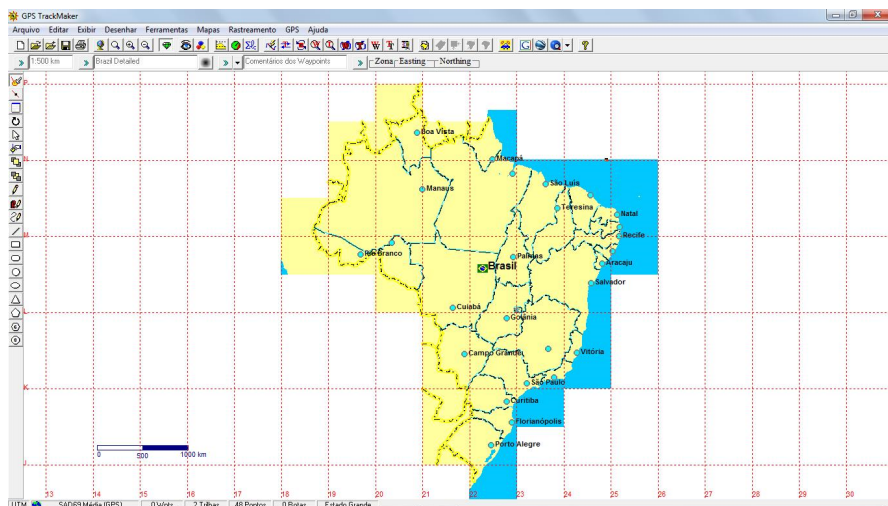 GPS TrackMaker
Arquivo Editar Exibir Desenhar Ferramentas Mapas Rastreamento GPS Ajuda
1:500 km Brazil Detailed Comentários dos Waypoints Zona Easting Northing
P
Boa Vista
N
Macapá
São Luis
Manaus
Teresina
Natal
M
Recife
Rio Branco
Palmas
Brasil
Aracaju
Salvador
Cuiabá
L
Goiânia
Campo Grande
Vitória
São Paulo
K
Curitiba
Florianópolis
Porto Alegre
0 500 1000 km
J
13 14 15 16 17 18 19 20 21 22 23 24 25 26 27 28 29 30
UTM SAD69 Média (GPS) 0 Wpts 2 Trilhas 48 Pontos 0 Rotas Estado Grande